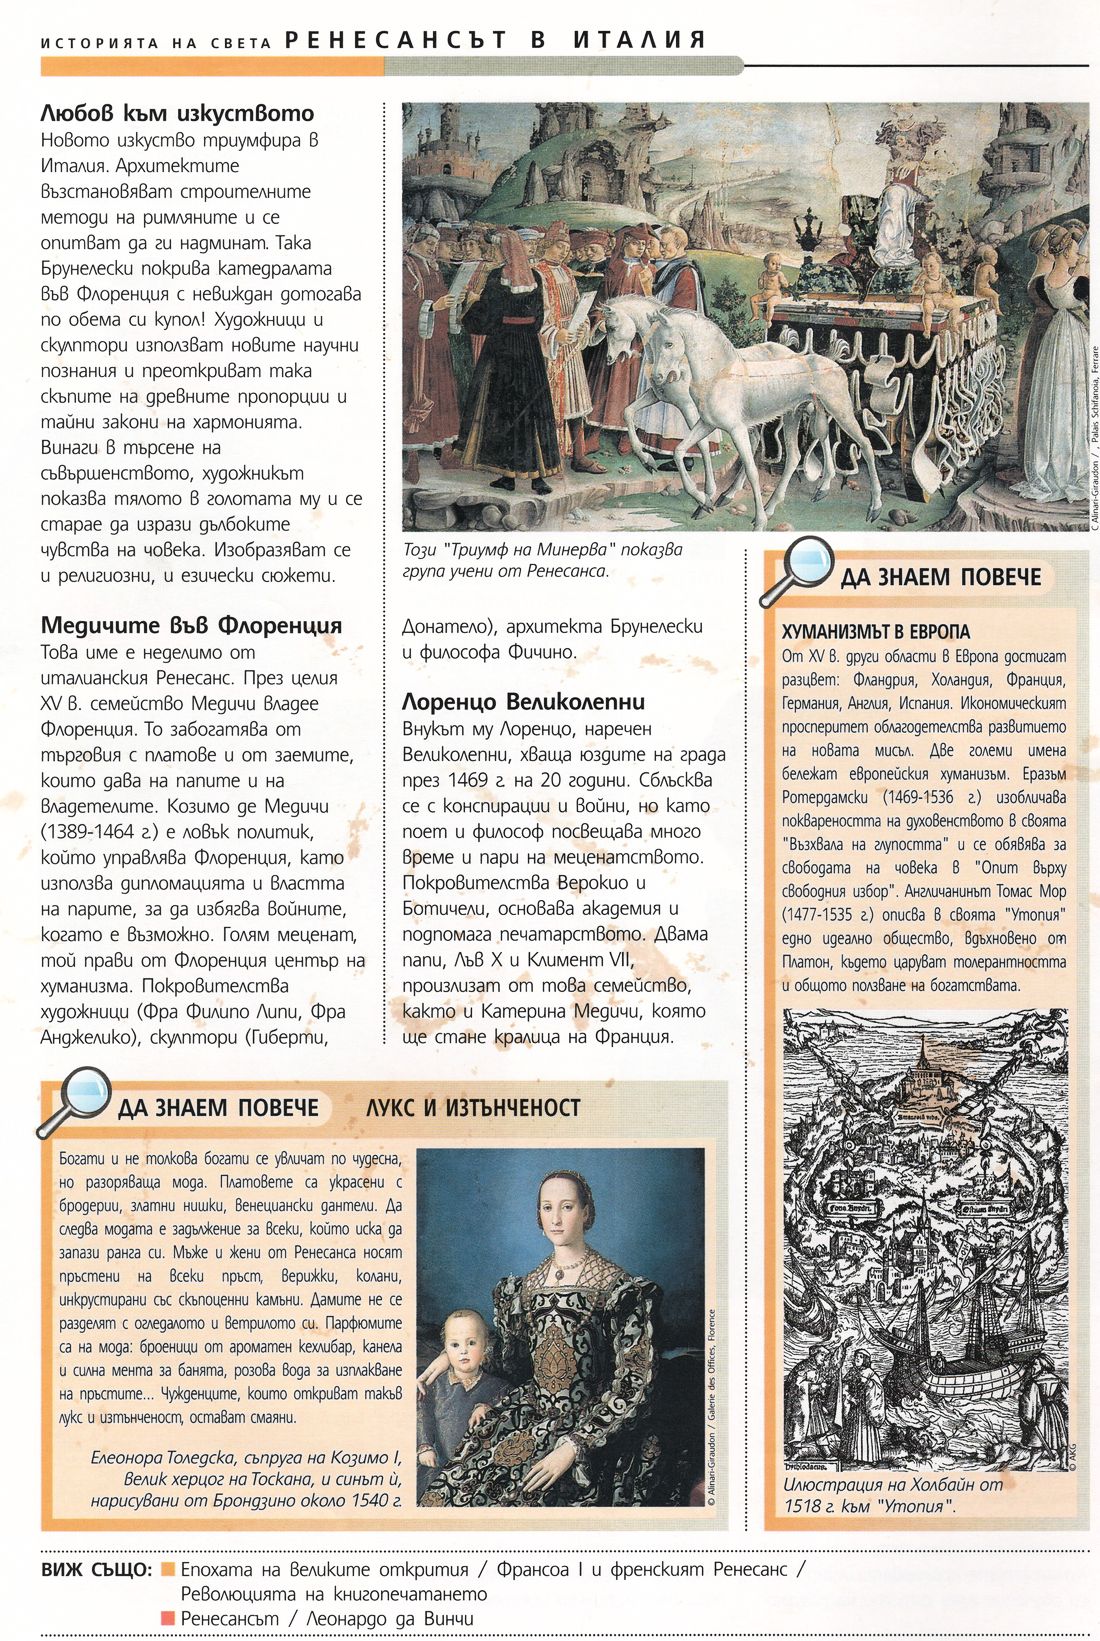 ИСТОРИЯТА НА СВЕТА РЕНЕСАНСЪТ В ИТАЛИЯ
Любов към изкуството
Новото изкуство триумфира в
Италия. Архитектите
възстановяват строителните
методи на римляните и се
опитват да ги надминат. Така
Брунелески покрива катедралата
във Флоренция с невиждан дотогава
по обема си купол! Художници и
скулптори използват новите научни
познания и преоткриват така
скъпите на древните пропорции и
тайни закони на хармонията.
Винаги в търсене на
съвършенството, художникът
показва тялото в голотата му и се
старае да изрази дълбоките
чувства на човека. Изобразяват се
и религиозни, и езически сюжети.
Медичите във Флоренция
Това име е неделимо от
италианския Ренесанс. През целия
XV в. семейство Медичи владее
Флоренция. То забогатява от
търговия с платове и от заемите,
които дава на папите и на
владетелите. Козимо де Медичи
(1389-1464 г.) е ловък политик,
който управлява Флоренция, като
използва дипломацията и властта
на парите, за да избягва войните,
когато е възможно. Голям меценат,
той прави от Флоренция център на
хуманизма. Покровителства
художници (Фра Филипо Липи, Фра
Анджелико), скулптори (Гиберти,
C Alinari-Giraudon / . Palais Schifanoia, Ferrare
Този "Триумф на Минерва" показва
група учени от Ренесанса.
Донатело), архитекта Брунелески
и философа Фичино.
Лоренцо Великолепни
Внукът му Лоренцо, наречен
Великолепни, хваща юздите на града
през 1469 г. на 20 години. Сблъсква
се с конспирации и войни, но като
поет и философ посвещава много
време и пари на меценатството.
Покровителства Верокио и
Ботичели, основава академия и
подпомага печатарството. Двама
папи, Лъв X и Климент VII,
произлизат от това семейство,
както и Катерина Медичи, която
ще стане кралица на Франция.
ДА ЗНАЕМ ПОВЕЧЕ
ХУМАНИЗМЪТ В ЕВРОПА
От XV в. други области в Европа достигат
разцвет: Фландрия, Холандия, Франция,
Германия, Англия, Испания. Икономическият
просперитет облагодетелства развитието
на новата мисъл. Две големи имена
бележат европейския хуманизъм. Еразъм
Ротердамски (1469-1536 г.) изобличава
поквареността на духовенството в своята
"Възхвала на глупостта" и се обявява за
свободата на човека в "Опит върху
свободния избор". Англичанинът Томас Мор
(1477-1535 г.) описва в своята "Утопия"
едно идеално общество, вдъхновено от
Платон, където царуват толерантността
и общото ползване на богатствата.
© AKG
Илюстрация на Холбайн от
1518 г. към "Утопия".
ДА ЗНАЕМ ПОВЕЧЕ ЛУКС И ИЗТЪНЧЕНОСТ
Богати и не толкова богати се увличат по чудесна,
но разоряваща мода. Платовете са украсени с
бродерии, златни нишки, венециански дантели. Да
следва модата е задължение за всеки, който иска да
запази ранга си. Мъже и жени от Ренесанса носят
пръстени на всеки пръст, верижки, колани,
инкрустирани със скъпоценни камъни. Дамите не се
разделят с огледалото и ветрилото си. Парфюмите
са на мода: броеници от ароматен кехлибар, канела
и силна мента за банята, розова вода за изплакване
на пръстите... Чужденците, които откриват такъв
лукс и изтънченост, остават смаяни.
Елеонора Толедска, съпруга на Козимо I,
Велик херцог на Тоскана, и синът ѝ,
нарисувани от Брондзино около 1540 г.
© Alinari-Giraudon / Galerie des Offices, Florence
ВИЖ СЪЩО: Епохата на Великите открития / Франсоа I и френският Ренесанс /
Революцията на книгопечатането
Ренесансът / Леонардо да Винчи